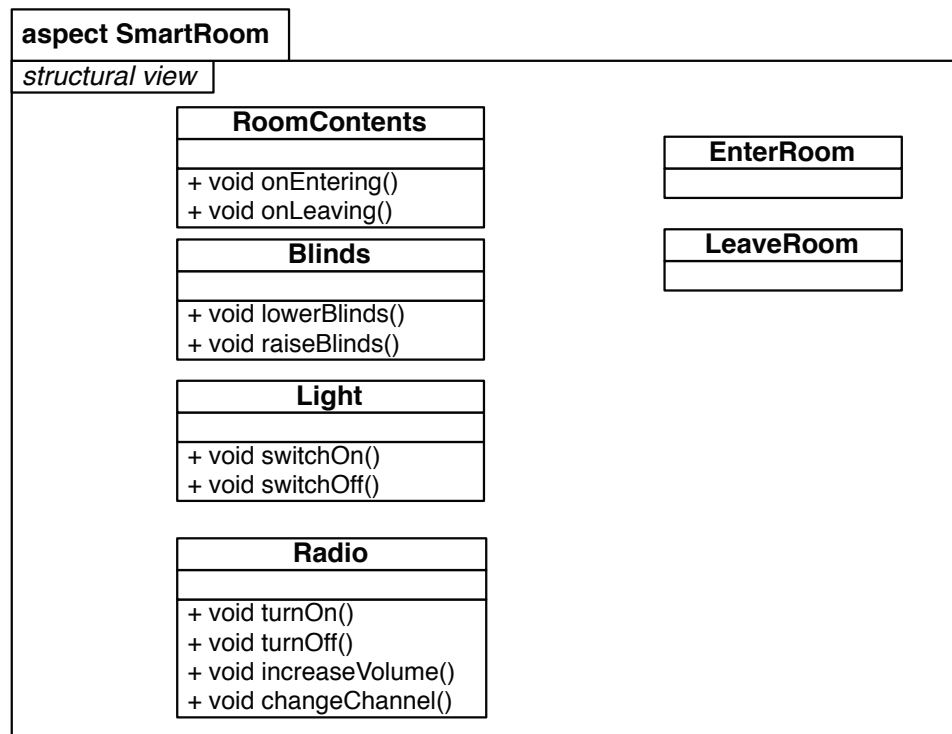 aspect SmartRoom
structural view
RoomContents
+ void onEntering()
+ void onLeaving()
EnterRoom
LeaveRoom
Blinds
+ void lowerBlinds()
+ void raiseBlinds()
Light
+ void switchOn()
+ void switchOff()
Radio
+ void turnOn()
+ void turnOff()
+ void increaseVolume()
+ void changeChannel()